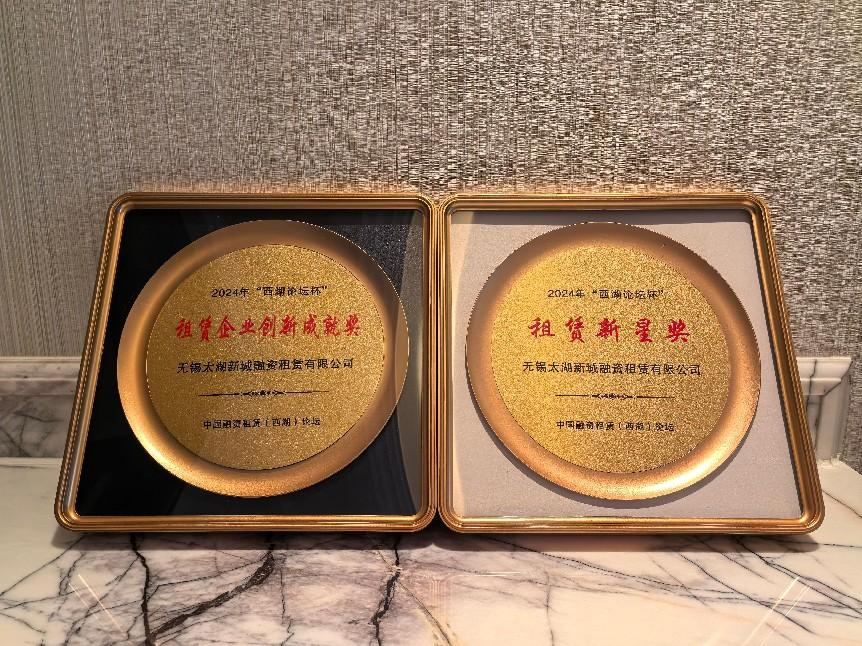 2024年“西湖论坛杯”
租赁企业创新成就奖
无锡太湖新城融资租赁有限公司
中国融资租赁(西湖)论坛
2024年“西湖论坛杯”
租赁新星奖
无锡太湖新城融资租赁有限公司
中国融资租赁(西湖)论坛